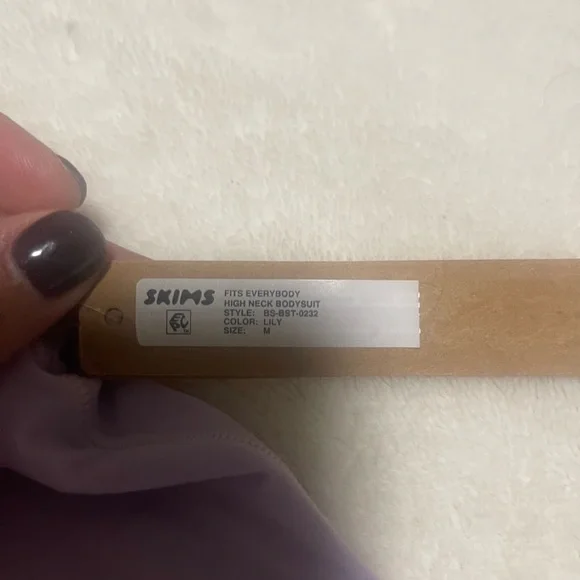 SKIMS
FITS EVERYBODY
HIGH NECK BODYSUIT
STYLE: BS-BST-0232
COLOR: LILY
SIZE: M